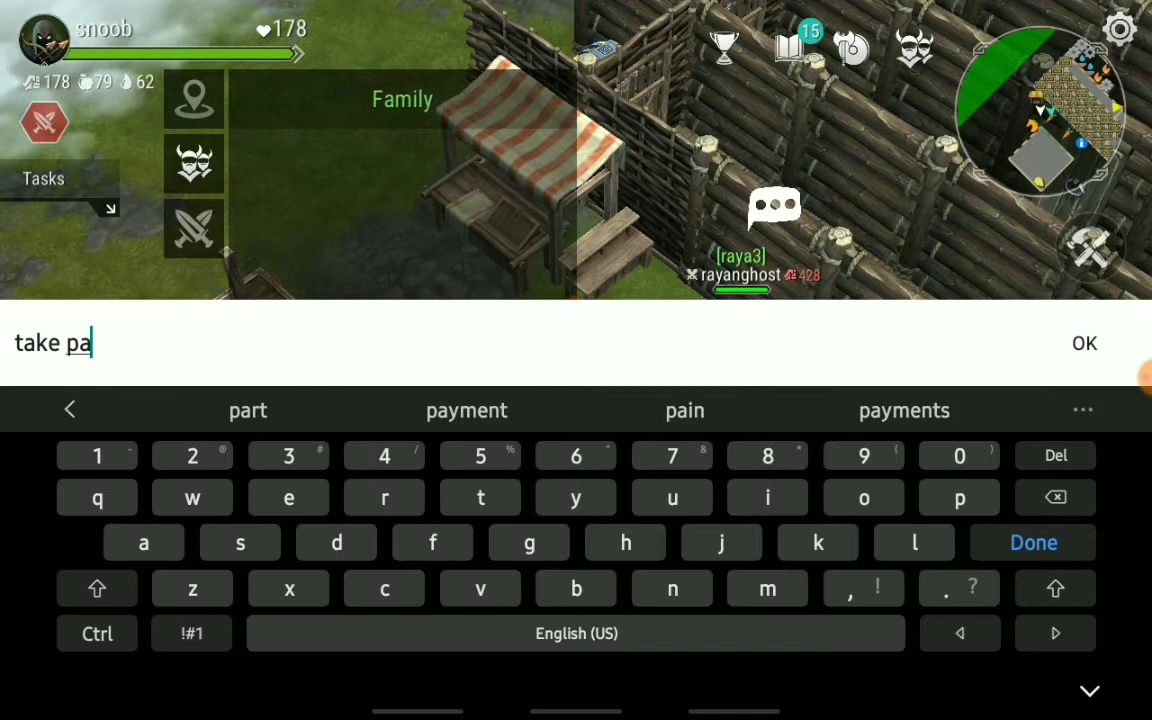 snoob
178
178 79 62
15
Family
Tasks
[raya3]
rayanghost 428
take pa
OK
part payment pain payments
1 - 2 @ 3 # 4 / 5 % 6 ^ 7 & 8 * 9 ( 0 ) Del
q w e r t y u i o p
a s d f g h j k l Done
z x c v b n m , ! . ?
Ctrl !#1 English (US)